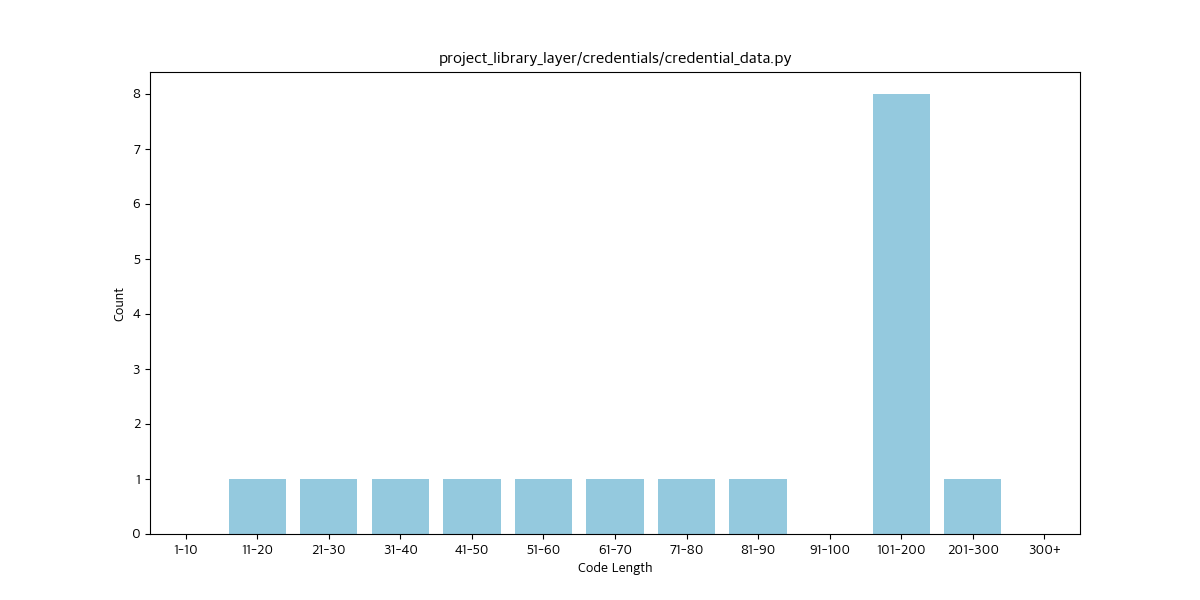 project_library_layer/credentials/credential_data.py
8
7
6
5
4
3
2
1
0
Count
1-10 11-20 21-30 31-40 41-50 51-60 61-70 71-80 81-90 91-100 101-200 201-300 300+
Code Length